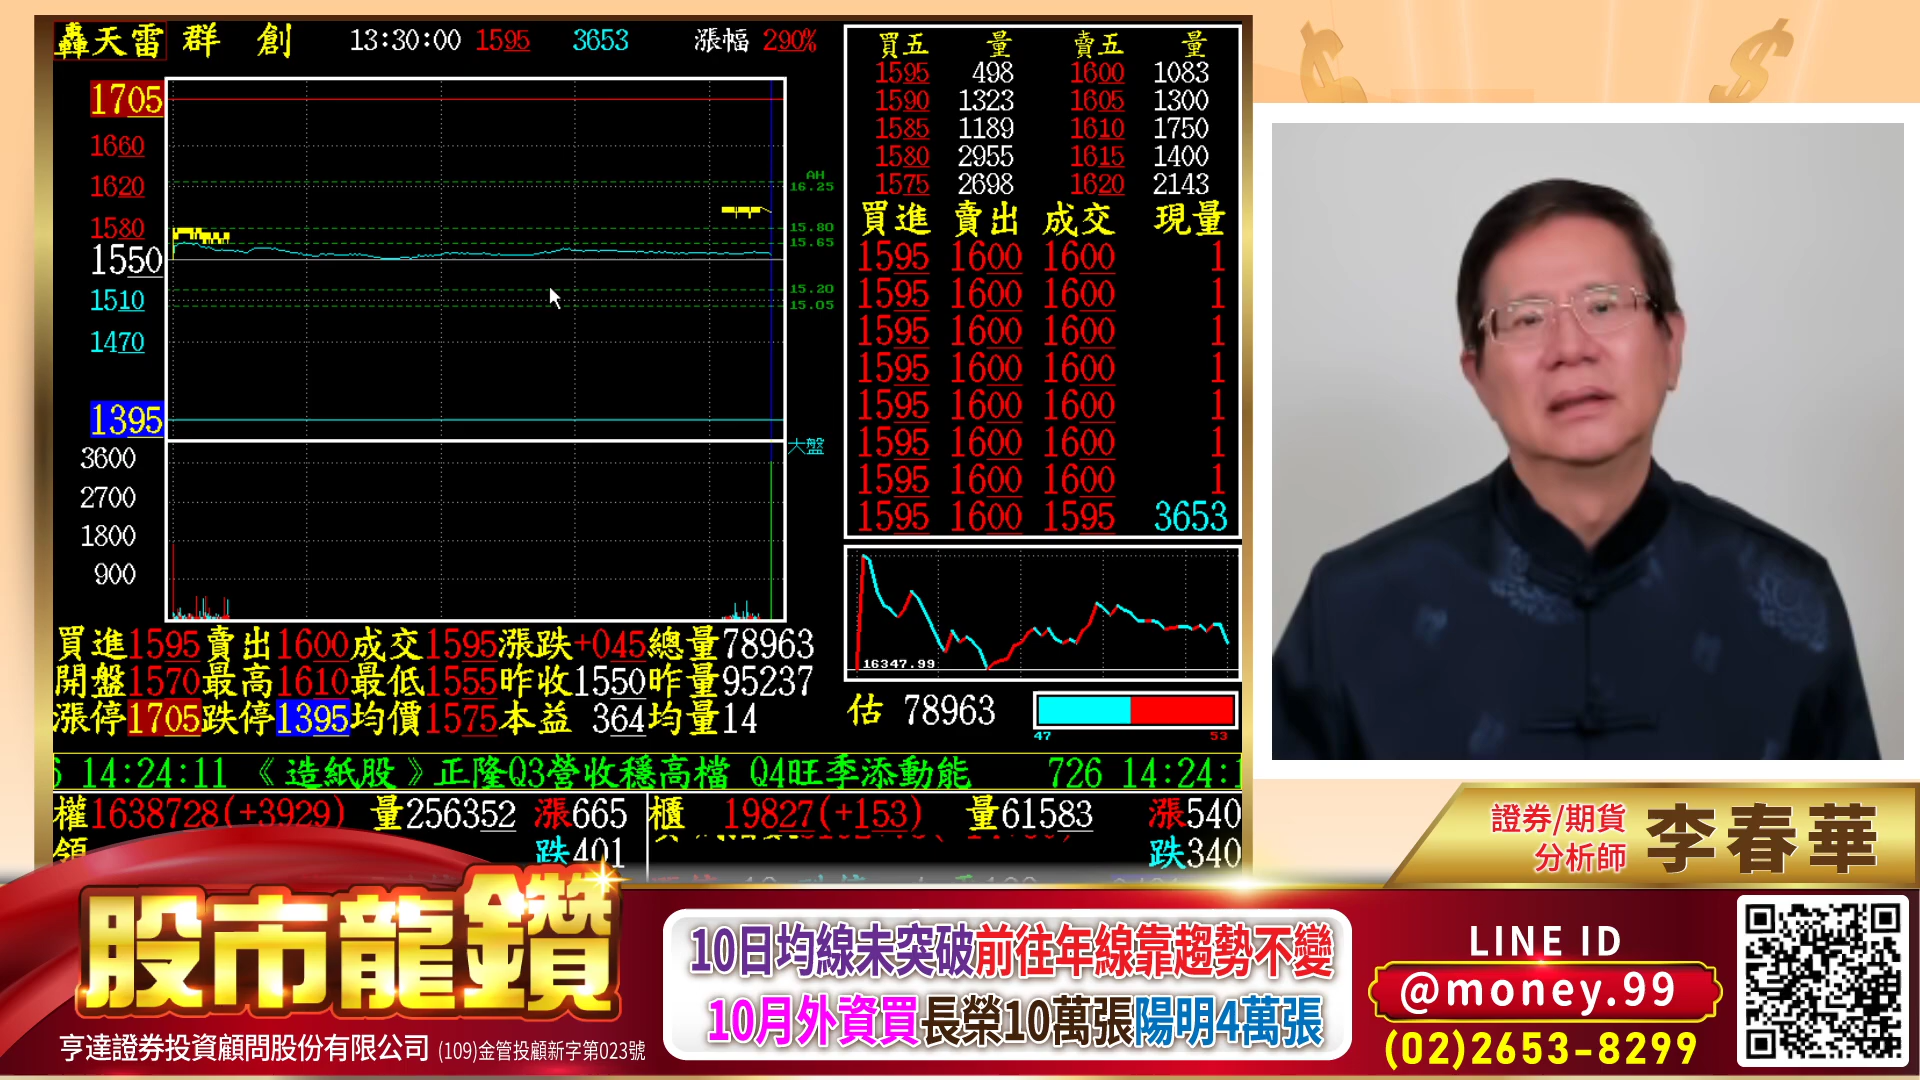 轟天雷 群 創 13:30:00 1595 3653 漲幅 290%
1705
1660
1620
1580
1550
1510
1470
1395
AH
16.25
15.80
15.65
15.20
15.05
大盤
3600
2700
1800
900
買五 量 賣五 量
1595 498 1600 1083
1590 1323 1605 1300
1585 1189 1610 1750
1580 2955 1615 1400
1575 2698 1620 2143
買進 賣出 成交 現量
1595 1600 1600 1
1595 1600 1600 1
1595 1600 1600 1
1595 1600 1600 1
1595 1600 1600 1
1595 1600 1600 1
1595 1600 1600 1
1595 1600 1595 3653
16347.99
估 78963
47 53
買進1595賣出1600成交1595漲跌+045總量78963
開盤1570最高1610最低1555昨收1550昨量95237
漲停1705跌停1395均價1575本益 364均量14
14:24:11 《造紙股》正隆Q3營收穩高檔 Q4旺季添動能 726 14:24:1
權1638728(+3929) 量256352 漲665
跌401
櫃 19827(+153) 量61583 漲540
跌340
證券/期貨
分析師
李春華
股市龍鑽
亨達證券投資顧問股份有限公司 (109)金管投顧新字第023號
10日均線未突破前往年線靠趨勢不變
10月外資買長榮10萬張陽明4萬張
LINE ID
@money.99
(02)2653-8299